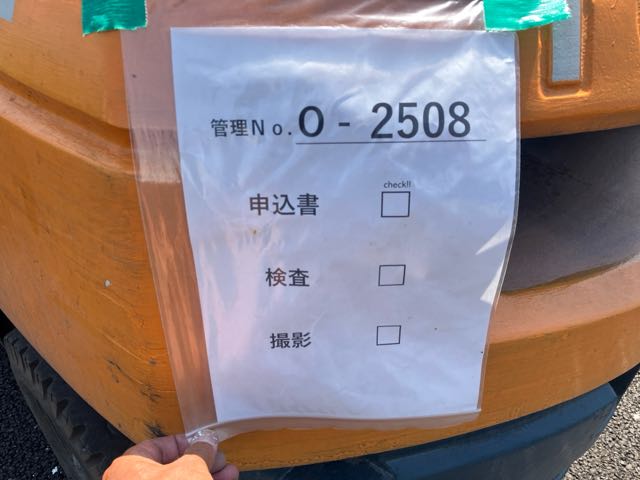 管理No. O - 2508
check!!
申込書 □
検査 □
撮影 □